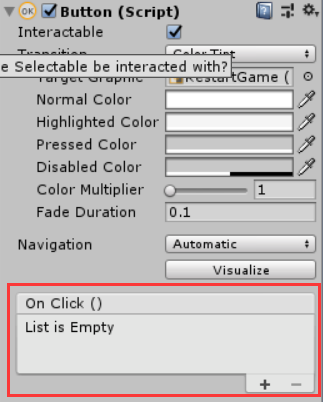 OK Button (Script)
Interactable
Transition Color Tint
e Selectable be interacted with?
Target Graphic RestartGame (
Normal Color
Highlighted Color
Pressed Color
Disabled Color
Color Multiplier 1
Fade Duration 0.1
Navigation Automatic
Visualize
On Click ()
List is Empty
+ −